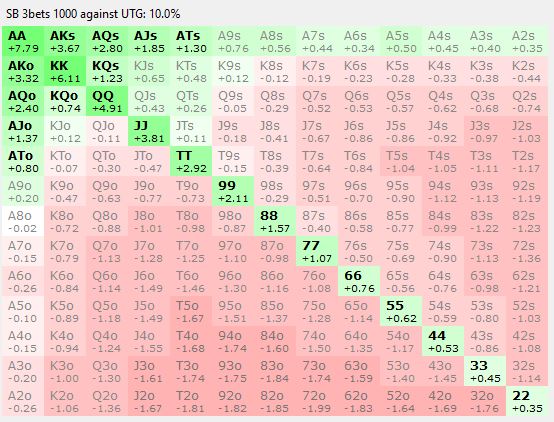 SB 3bets 1000 against UTG: 10.0%
AA AKs AQs AJs ATs A9s A8s A7s A6s A5s A4s A3s A2s
+7.79 +3.67 +2.80 +1.85 +1.30 +0.76 +0.56 +0.44 +0.34 +0.50 +0.45 +0.40 +0.35
AKo KK KQs KJs KTs K9s K8s K7s K6s K5s K4s K3s K2s
+3.32 +6.11 +1.23 +0.65 +0.48 +0.12 -0.12 -0.19 -0.23 -0.28 -0.33 -0.38 -0.44
AQo KQo QQ QJs QTs Q9s Q8s Q7s Q6s Q5s Q4s Q3s Q2s
+2.40 +0.74 +4.91 +0.43 +0.26 -0.05 -0.29 -0.52 -0.53 -0.57 -0.62 -0.68 -0.74
AJo KJo QJo JJ JTs J9s J8s J7s J6s J5s J4s J3s J2s
+1.37 +0.12 -0.11 +3.81 +0.11 -0.18 -0.41 -0.67 -0.86 -0.86 -0.92 -0.97 -1.03
ATo KTo QTo JTo TT T9s T8s T7s T6s T5s T4s T3s T2s
+0.80 -0.07 -0.30 -0.47 +2.92 -0.15 -0.39 -0.64 -0.84 -1.04 -1.05 -1.11 -1.17
A9o K9o Q9o J9o T9o 99 98s 97s 96s 95s 94s 93s 92s
+0.20 -0.47 -0.63 -0.77 -0.73 +2.11 -0.29 -0.51 -0.70 -0.90 -1.12 -1.13 -1.19
A8o K8o Q8o J8o T8o 98o 88 87s 86s 85s 84s 83s 82s
-0.02 -0.72 -0.88 -1.01 -0.98 -0.87 +1.57 -0.40 -0.58 -0.77 -0.99 -1.22 -1.23
A7o K7o Q7o J7o T7o 97o 87o 77 76s 75s 74s 73s 72s
-0.15 -0.79 -1.13 -1.28 -1.25 -1.10 -0.98 +1.07 -0.50 -0.69 -0.90 -1.13 -1.36
A6o K6o Q6o J6o T6o 96o 86o 76o 66 65s 64s 63s 62s
-0.26 -0.84 -1.14 -1.49 -1.46 -1.30 -1.16 -1.08 +0.76 -0.56 -0.76 -0.98 -1.21
A5o K5o Q5o J5o T5o 95o 85o 75o 65o 55 54s 53s 52s
-0.10 -0.89 -1.18 -1.49 -1.67 -1.51 -1.37 -1.28 -1.14 +0.62 -0.59 -0.80 -1.03
A4o K4o Q4o J4o T4o 94o 84o 74o 64o 54o 44 43s 42s
-0.15 -0.94 -1.24 -1.55 -1.68 -1.74 -1.60 -1.50 -1.35 -1.17 +0.53 -0.86 -1.08
A3o K3o Q3o J3o T3o 93o 83o 73o 63o 53o 43o 33 32s
-0.20 -1.00 -1.30 -1.61 -1.74 -1.75 -1.84 -1.74 -1.59 -1.40 -1.45 +0.45 -1.14
A2o K2o Q2o J2o T2o 92o 82o 72o 62o 52o 42o 32o 22
-0.26 -1.06 -1.36 -1.67 -1.81 -1.82 -1.85 -1.99 -1.83 -1.64 -1.69 -1.76 +0.35